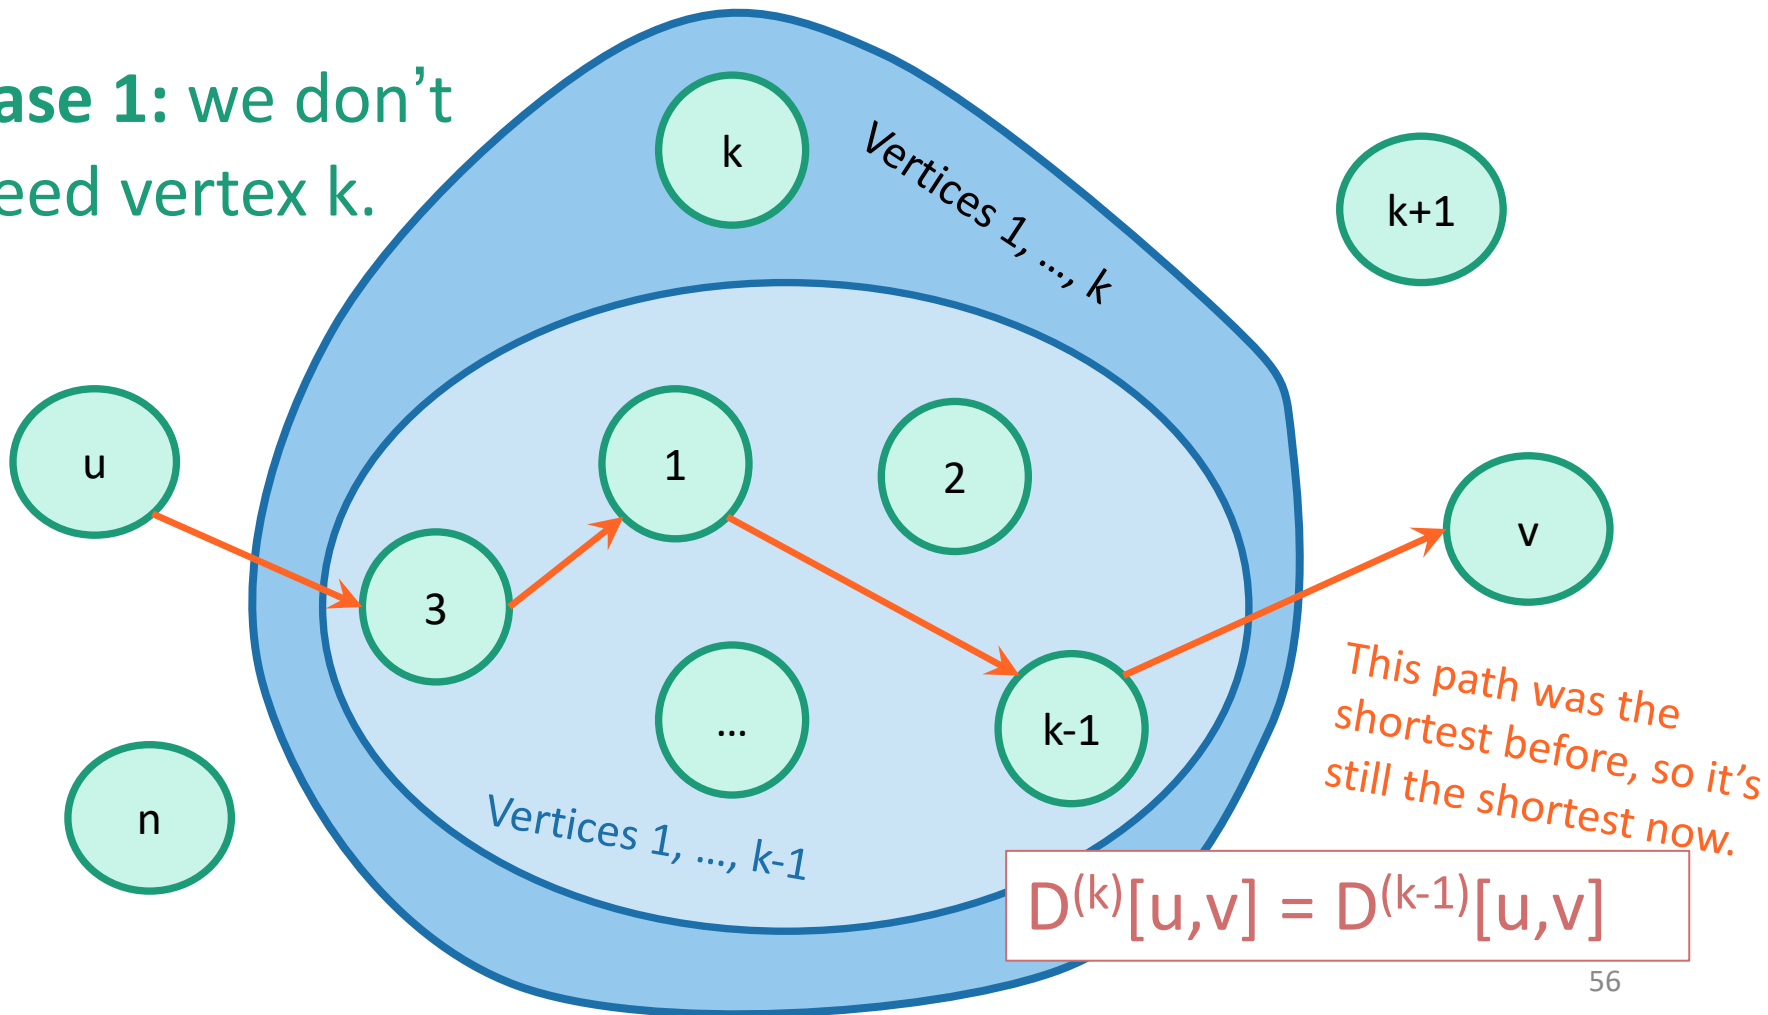 ase 1: we don’t
eed vertex k.
k
Vertices 1, …, k
k+1
u
1
2
v
3
…
k-1
n
Vertices 1, …, k-1
This path was the
shortest before, so it’s
still the shortest now.
D(k)[u,v] = D(k-1)[u,v]
56